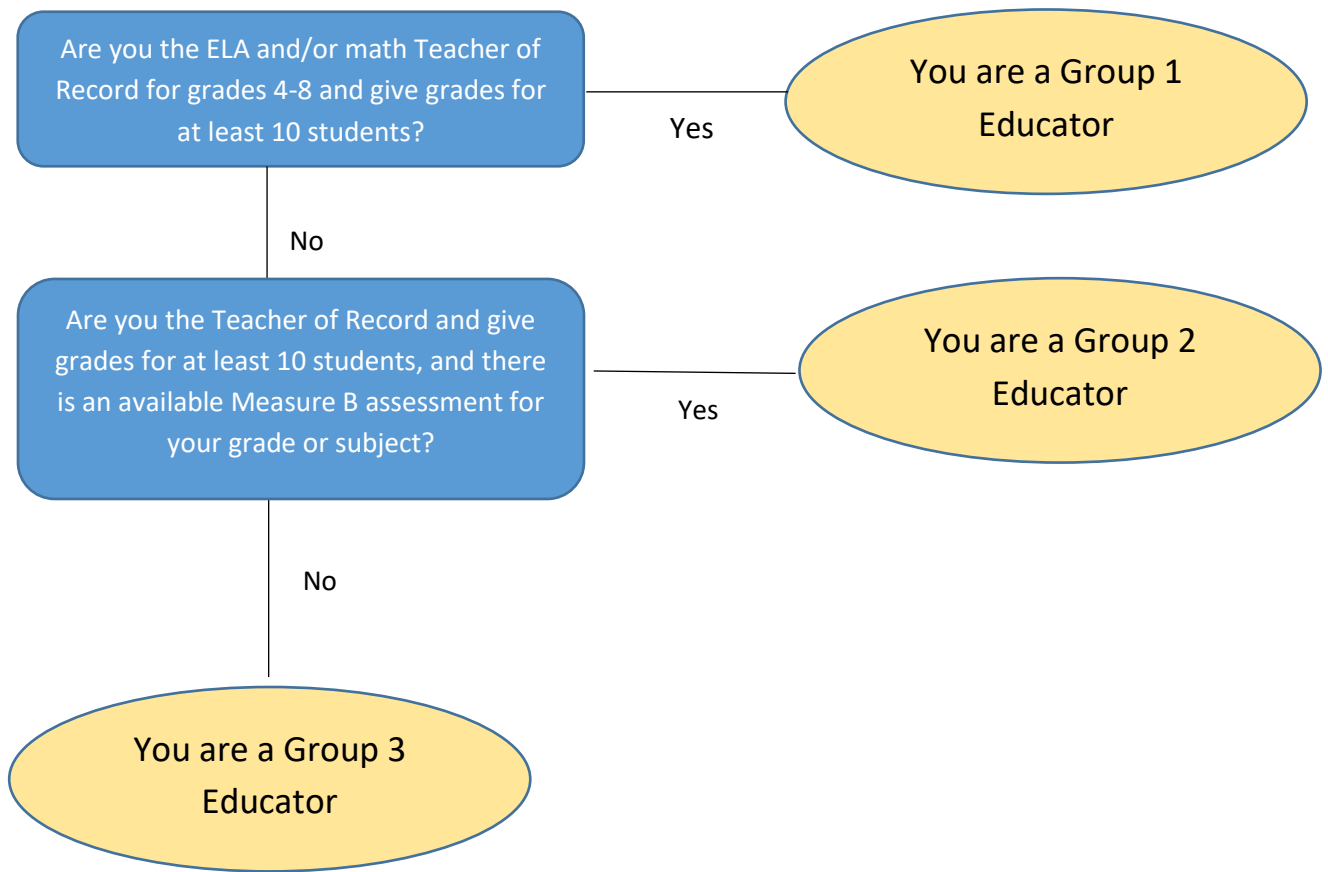 Are you the ELA and/or math Teacher of
Record for grades 4-8 and give grades for
at least 10 students?
Yes
You are a Group 1
Educator
No
Are you the Teacher of Record and give
grades for at least 10 students, and there
is an available Measure B assessment for
your grade or subject?
Yes
You are a Group 2
Educator
No
You are a Group 3
Educator